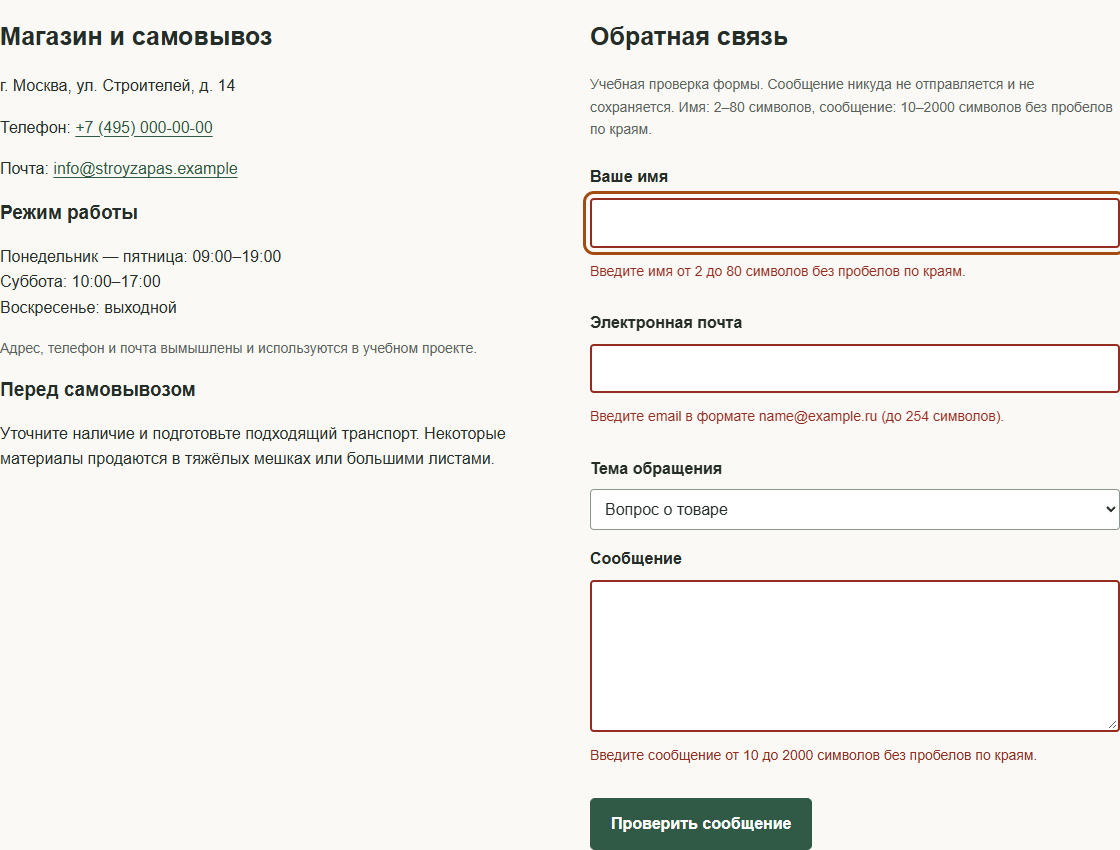 Магазин и самовывоз
г. Москва, ул. Строителей, д. 14
Телефон: +7 (495) 000-00-00
Почта: info@stroyzapas.example
Режим работы
Понедельник — пятница: 09:00–19:00
Суббота: 10:00–17:00
Воскресенье: выходной
Адрес, телефон и почта вымышлены и используются в учебном проекте.
Перед самовывозом
Уточните наличие и подготовьте подходящий транспорт. Некоторые
материалы продаются в тяжёлых мешках или большими листами.
Обратная связь
Учебная проверка формы. Сообщение никуда не отправляется и не
сохраняется. Имя: 2–80 символов, сообщение: 10–2000 символов без пробелов
по краям.
Ваше имя
Введите имя от 2 до 80 символов без пробелов по краям.
Электронная почта
Введите email в формате name@example.ru (до 254 символов).
Тема обращения
Вопрос о товаре
Сообщение
Введите сообщение от 10 до 2000 символов без пробелов по краям.
Проверить сообщение